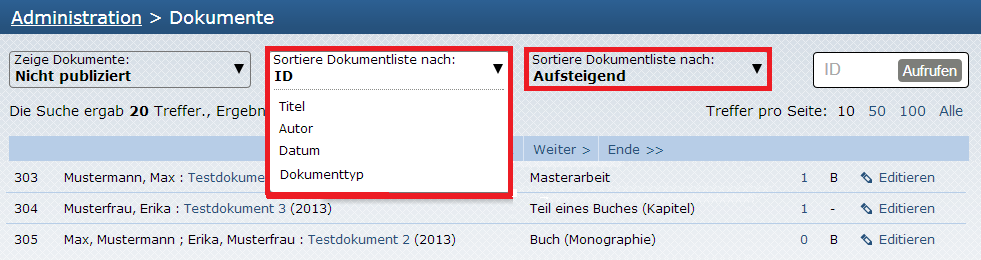 Administration > Dokumente
Zeige Dokumente:
Nicht publiziert
Sortiere Dokumentliste nach:
ID
Titel
Autor
Datum
Dokumenttyp
Sortiere Dokumentliste nach:
Aufsteigend
ID Aufrufen
Die Suche ergab 20 Treffer., Ergebn
Treffer pro Seite: 10 50 100 Alle
Weiter > Ende >>
303 Mustermann, Max : Testdokume Masterarbeit 1 B Editieren
304 Musterfrau, Erika : Testdokument 3 (2013) Teil eines Buches (Kapitel) 1 - Editieren
305 Max, Mustermann ; Erika, Musterfrau : Testdokument 2 (2013) Buch (Monographie) 0 B Editieren